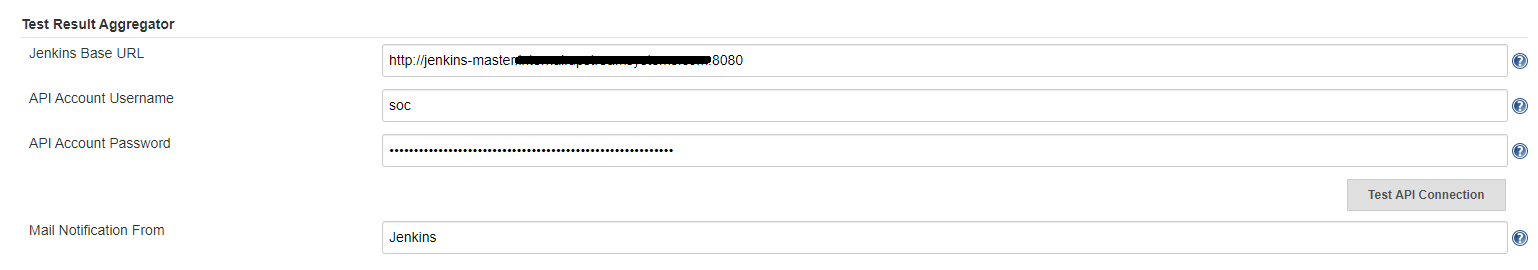 Test Result Aggregator
Jenkins Base URL
http://jenkins-master :8080
API Account Username
soc
API Account Password
Test API Connection
Mail Notification From
Jenkins